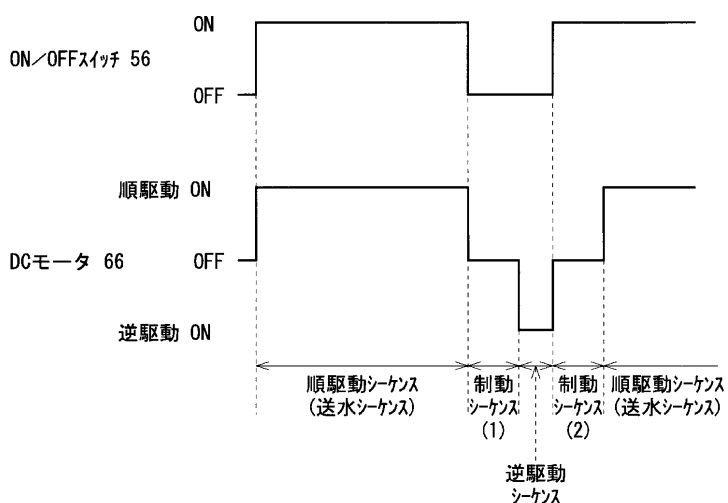 ON
ON/OFFスイッチ 56
OFF
順駆動 ON
DCモータ 66
OFF
逆駆動 ON
順駆動シーケンス
(送水シーケンス)
制動
シーケンス
(1)
制動
シーケンス
(2)
順駆動シーケンス
(送水シーケンス)
逆駆動
シーケンス